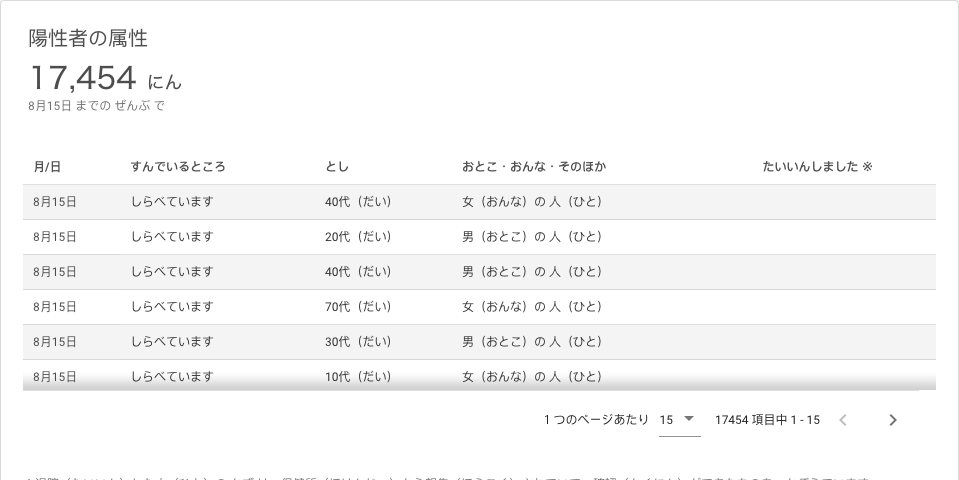 陽性者の属性
17,454 にん
8月15日 までの ぜんぶ で
月/日 すんでいるところ とし おとこ・おんな・そのほか たいいんしました ※
8月15日 しらべています 40代（だい） 女（おんな）の 人（ひと）
8月15日 しらべています 20代（だい） 男（おとこ）の 人（ひと）
8月15日 しらべています 40代（だい） 男（おとこ）の 人（ひと）
8月15日 しらべています 70代（だい） 女（おんな）の 人（ひと）
8月15日 しらべています 30代（だい） 男（おとこ）の 人（ひと）
8月15日 しらべています 10代（だい） 女（おんな）の 人（ひと）
1 つのページあたり 15 17454 項目中 1 - 15